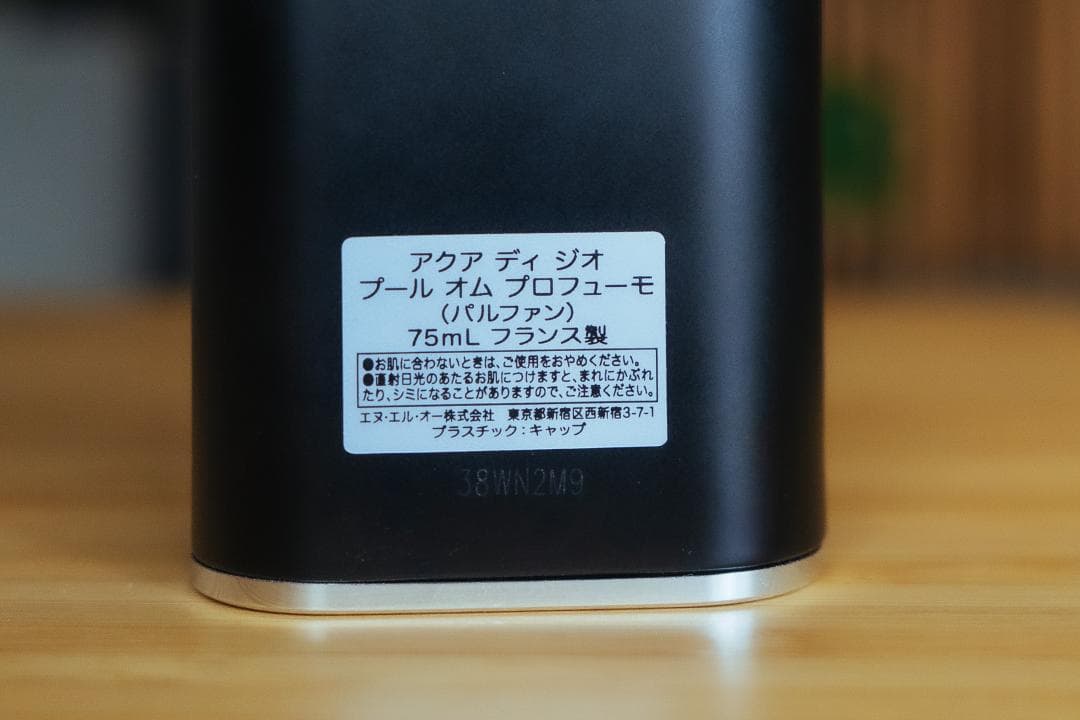 アクア ディ ジオ
プール オム プロフューモ
(パルファン)
75mL フランス製
●お肌に合わないときは、ご使用をおやめください。
●直射日光のあたるお肌につけますと、まれにかぶれ
たり、シミになることがありますので、ご注意ください。
エヌ・エル・オー株式会社 東京都新宿区西新宿3-7-1
プラスチック:キャップ
38WN2M9